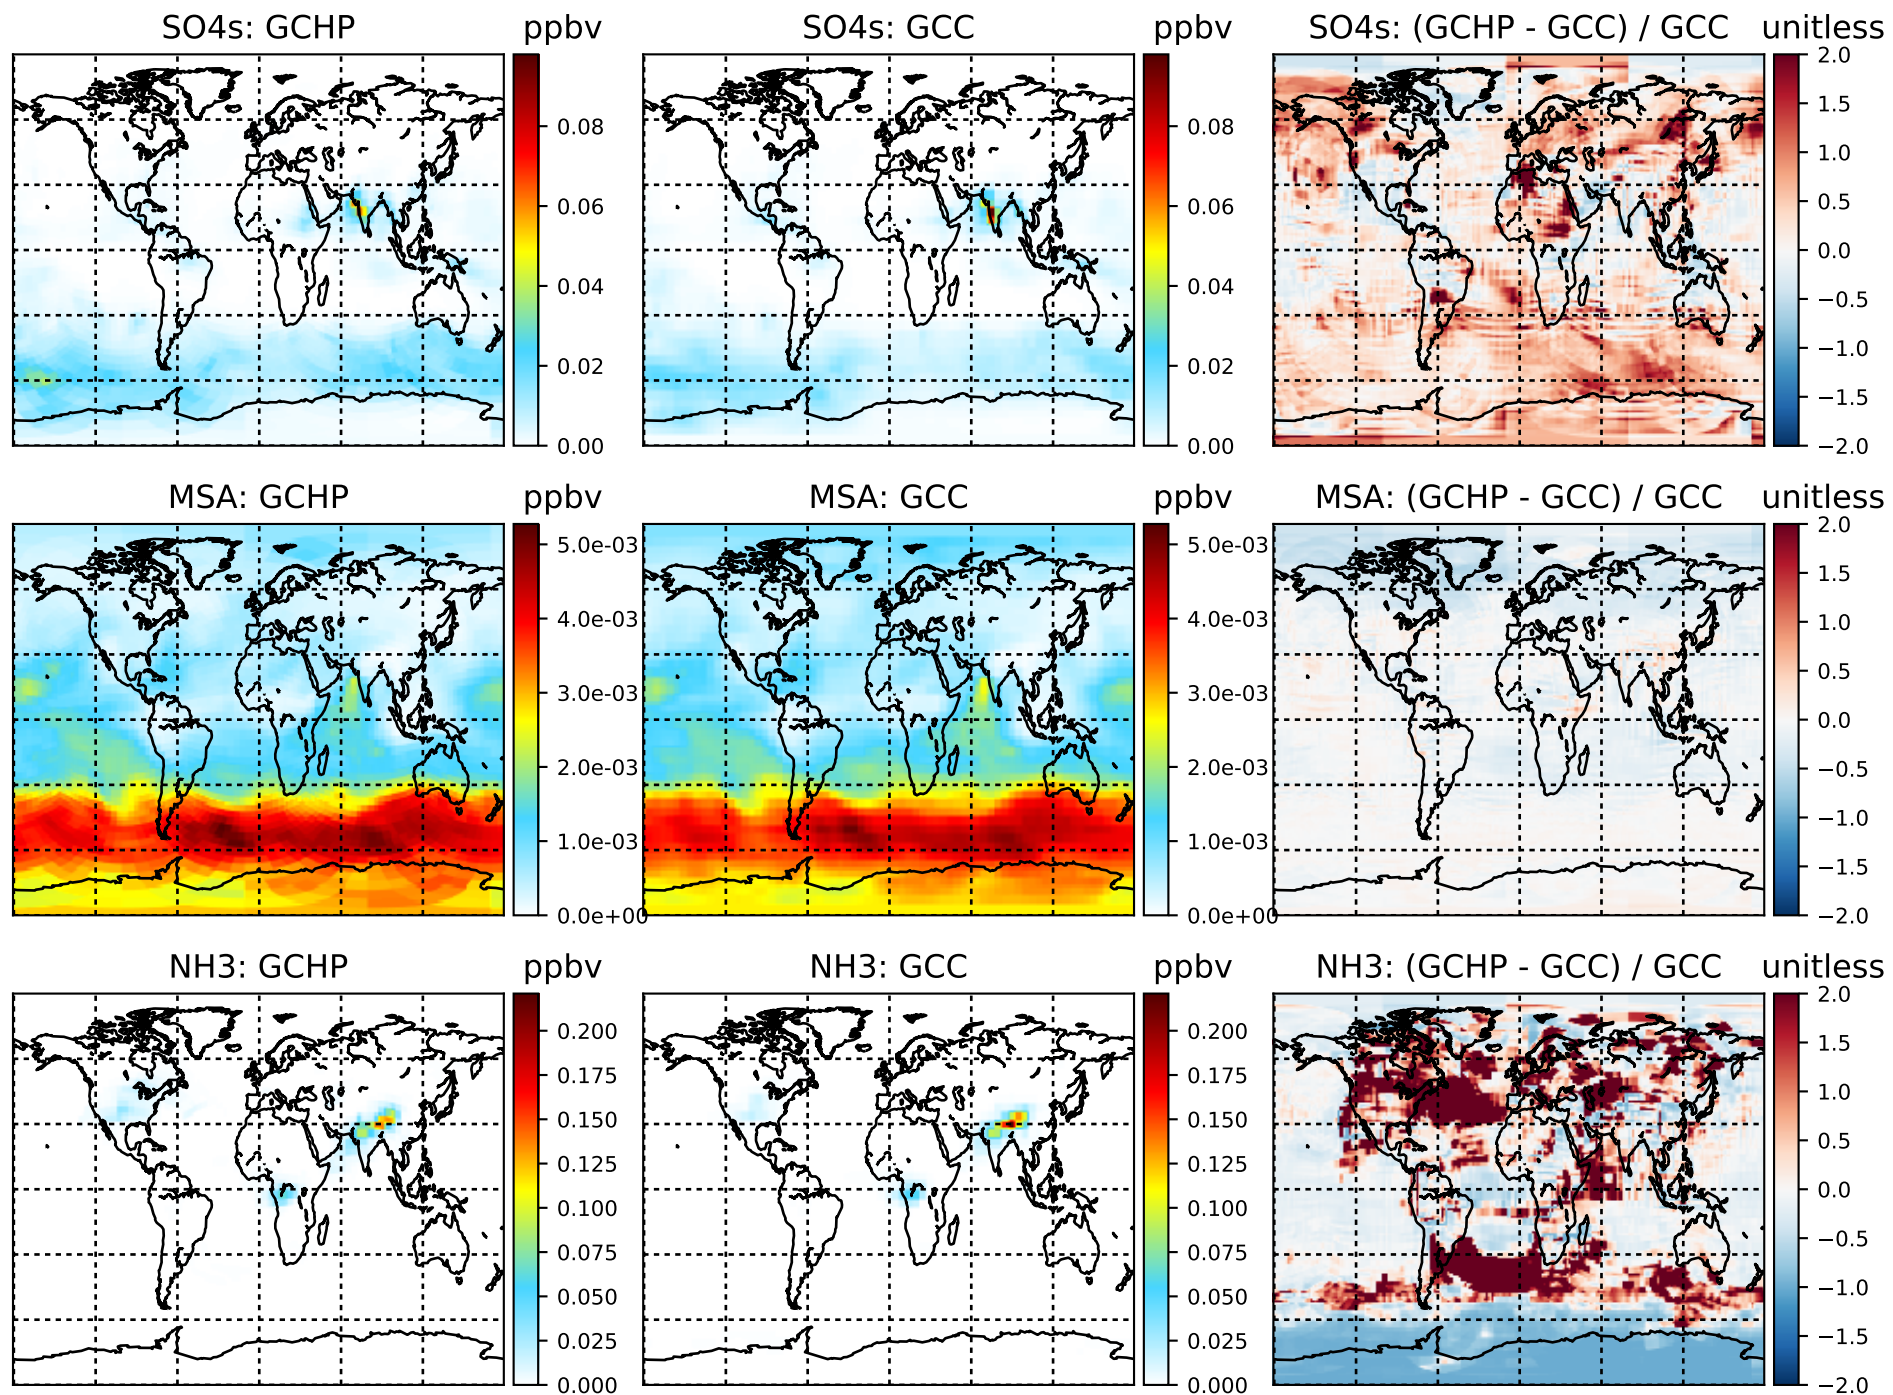 SO4s: GCHP ppbv SO4s: GCC ppbv SO4s: (GCHP - GCC) / GCC unitless
0.08 0.08 2.0
0.06 0.06 1.5
0.04 0.04 1.0
0.02 0.02 0.5
0.00 0.00 0.0
−0.5
−1.0
−1.5
−2.0
MSA: GCHP ppbv MSA: GCC ppbv MSA: (GCHP - GCC) / GCC unitless
5.0e-03 5.0e-03 2.0
4.0e-03 4.0e-03 1.5
3.0e-03 3.0e-03 1.0
2.0e-03 2.0e-03 0.5
1.0e-03 1.0e-03 0.0
0.0e+00 0.0e+00 −0.5
−1.0
−1.5
−2.0
NH3: GCHP ppbv NH3: GCC ppbv NH3: (GCHP - GCC) / GCC unitless
0.200 0.200 2.0
0.175 0.175 1.5
0.150 0.150 1.0
0.125 0.125 0.5
0.100 0.100 0.0
0.075 0.075 −0.5
0.050 0.050 −1.0
0.025 0.025 −1.5
0.000 0.000 −2.0